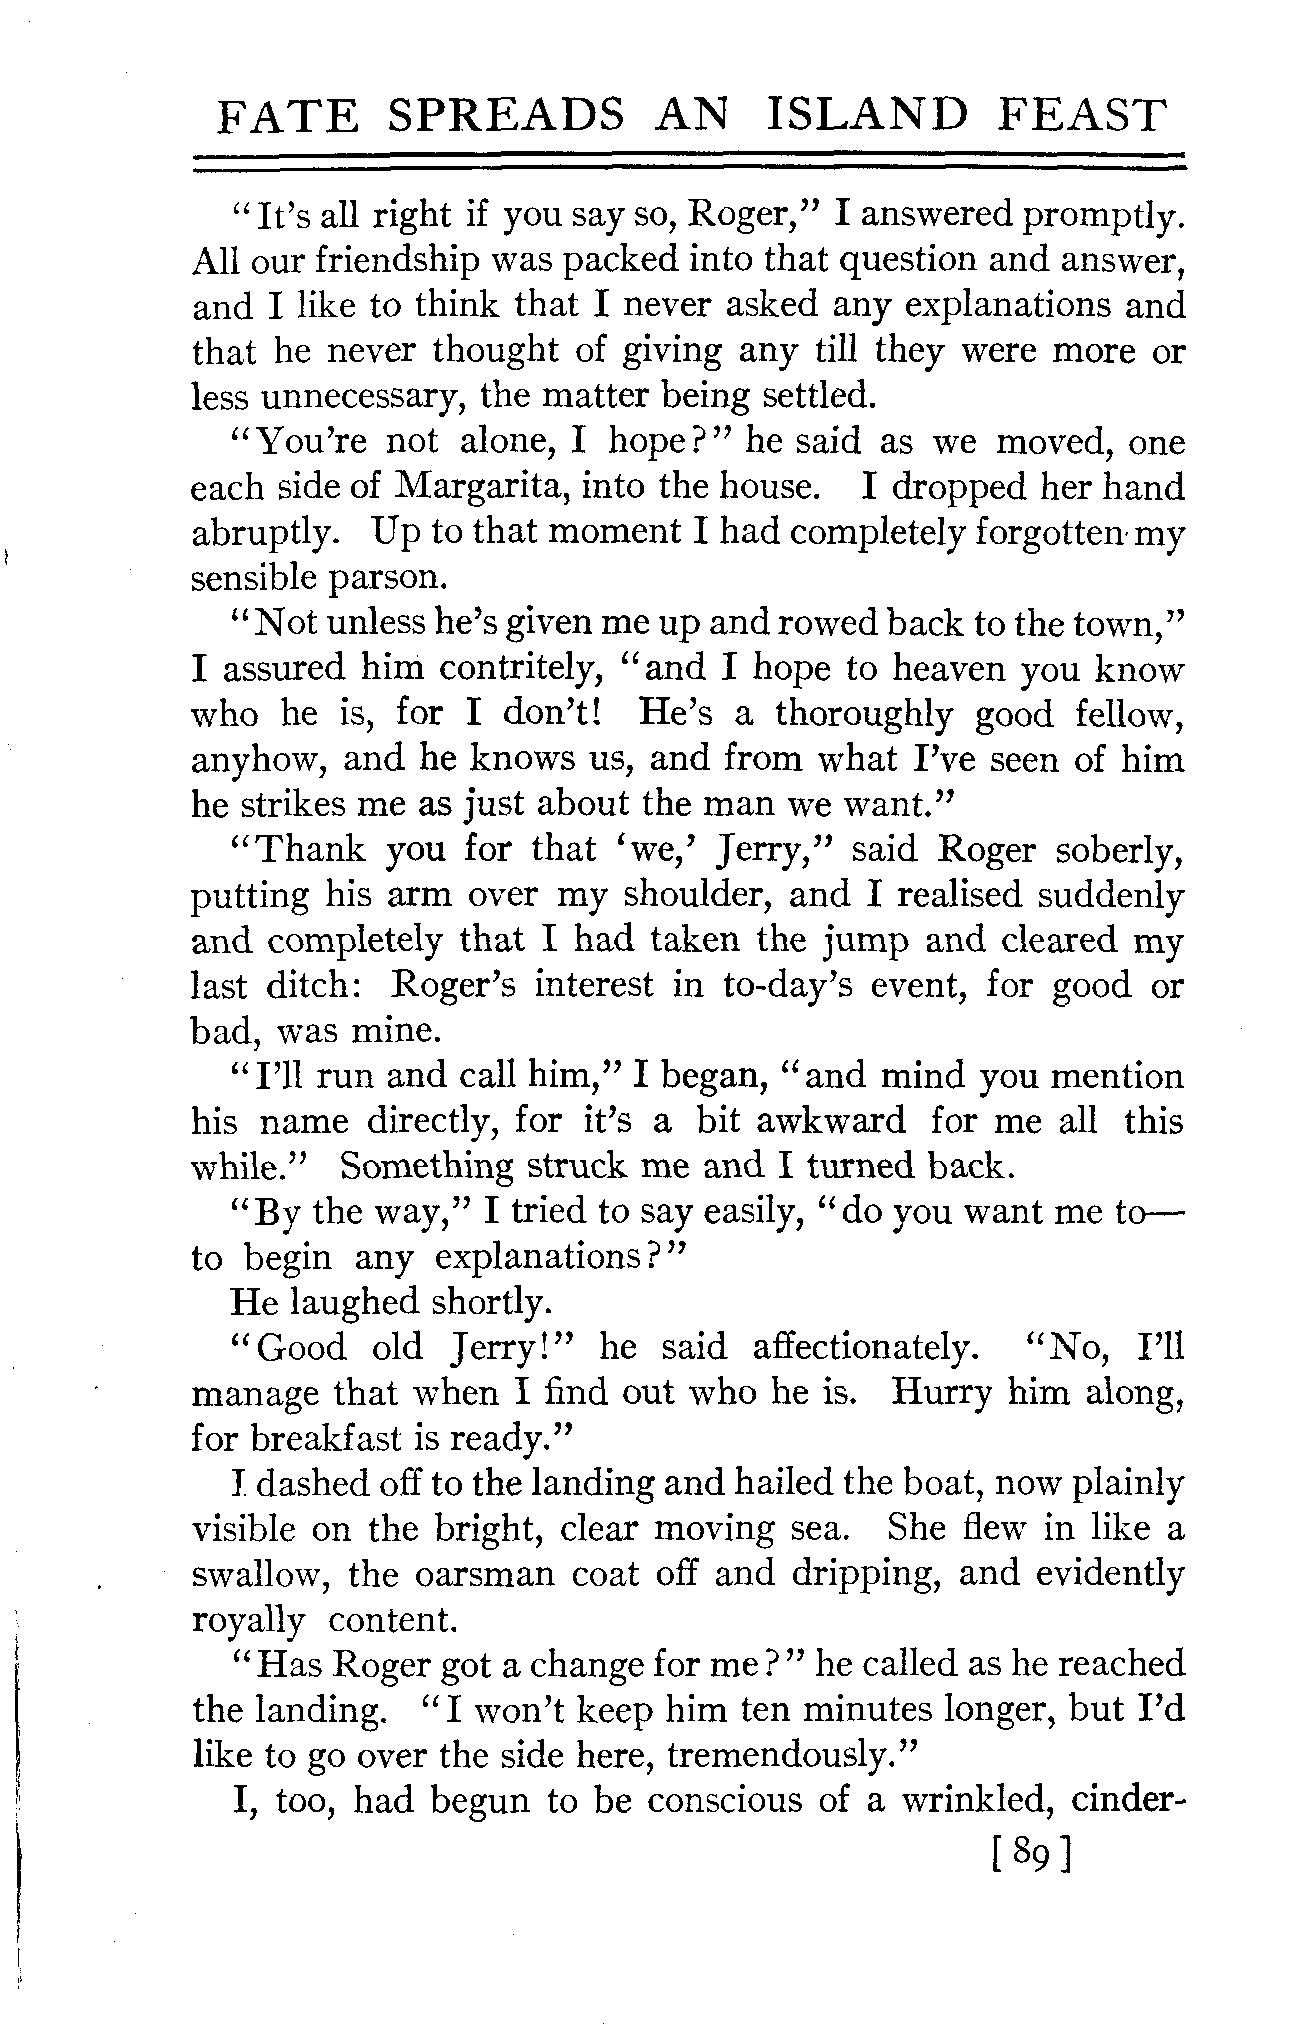 FATE SPREADS AN ISLAND FEAST
"It's all right if you say so, Roger," I answered promptly.
All our friendship was packed into that question and answer,
and I like to think that I never asked any explanations and
that he never thought of giving any till they were more or
less unnecessary, the matter being settled.
"You're not alone, I hope?" he said as we moved, one
each side of Margarita, into the house. I dropped her hand
abruptly. Up to that moment I had completely forgotten my
sensible parson.
"Not unless he's given me up and rowed back to the town,"
I assured him contritely, "and I hope to heaven you know
who he is, for I don't! He's a thoroughly good fellow,
anyhow, and he knows us, and from what I've seen of him
he strikes me as just about the man we want."
"Thank you for that 'we,' Jerry," said Roger soberly,
putting his arm over my shoulder, and I realised suddenly
and completely that I had taken the jump and cleared my
last ditch: Roger's interest in to-day's event, for good or
bad, was mine.
"I'll run and call him," I began, "and mind you mention
his name directly, for it's a bit awkward for me all this
while." Something struck me and I turned back.
"By the way," I tried to say easily, "do you want me to—
to begin any explanations?"
He laughed shortly.
"Good old Jerry!" he said affectionately. "No, I'll
manage that when I find out who he is. Hurry him along,
for breakfast is ready."
I dashed off to the landing and hailed the boat, now plainly
visible on the bright, clear moving sea. She flew in like a
swallow, the oarsman coat off and dripping, and evidently
royally content.
"Has Roger got a change for me?" he called as he reached
the landing. "I won't keep him ten minutes longer, but I'd
like to go over the side here, tremendously."
I, too, had begun to be conscious of a wrinkled, cinder-
[89]